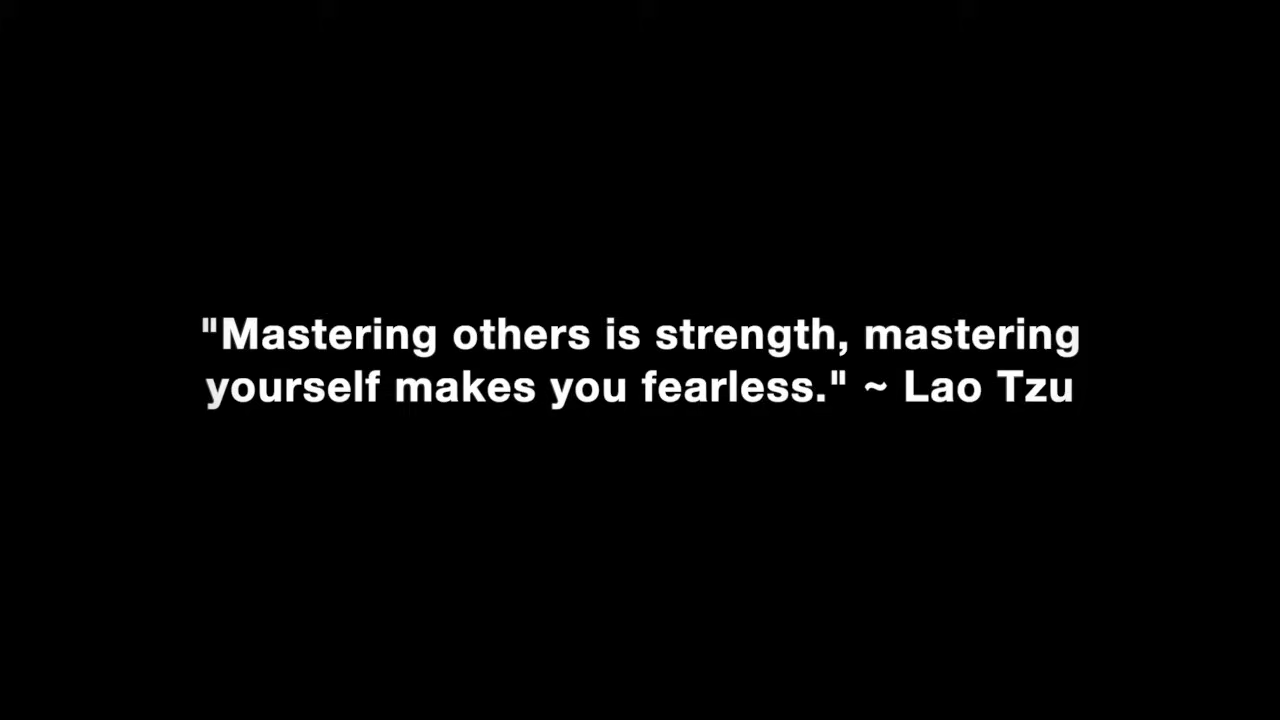 "Mastering others is strength, mastering
yourself makes you fearless." ~ Lao Tzu